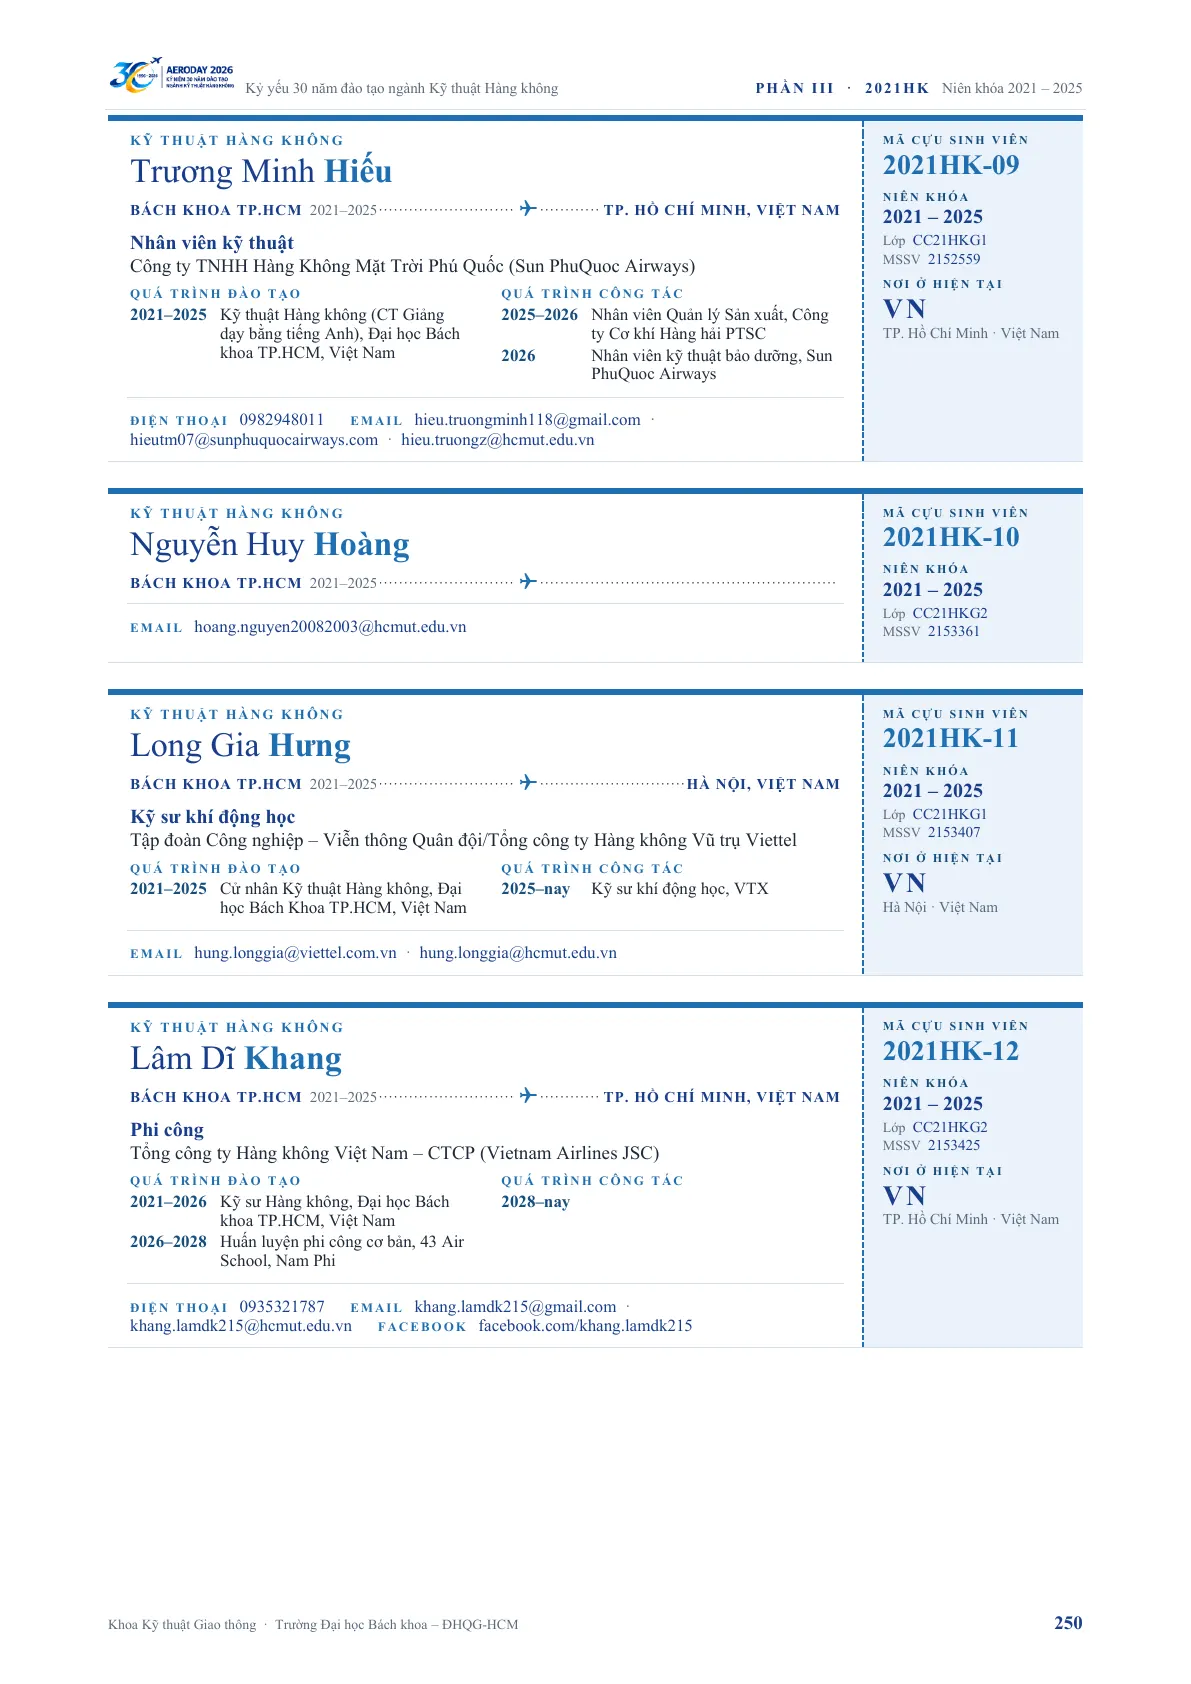 30
1996 - 2026
AERODAY 2026
KỶ NIỆM 30 NĂM ĐÀO TẠO
NGÀNH KỸ THUẬT HÀNG KHÔNG
Kỷ yếu 30 năm đào tạo ngành Kỹ thuật Hàng không
PHẦN III · 2021HK Niên khóa 2021 – 2025
KỸ THUẬT HÀNG KHÔNG
Trương Minh Hiếu
BÁCH KHOA TP.HCM 2021–2025 TP. HỒ CHÍ MINH, VIỆT NAM
Nhân viên kỹ thuật
Công ty TNHH Hàng Không Mặt Trời Phú Quốc (Sun PhuQuoc Airways)
QUÁ TRÌNH ĐÀO TẠO
2021–2025 Kỹ thuật Hàng không (CT Giảng
dạy bằng tiếng Anh), Đại học Bách
khoa TP.HCM, Việt Nam
QUÁ TRÌNH CÔNG TÁC
2025–2026 Nhân viên Quản lý Sản xuất, Công
ty Cơ khí Hàng hải PTSC
2026 Nhân viên kỹ thuật bảo dưỡng, Sun
PhuQuoc Airways
ĐIỆN THOẠI 0982948011 EMAIL hieu.truongminh118@gmail.com ·
hieutm07@sunphuquocairways.com · hieu.truongz@hcmut.edu.vn
MÃ CỰU SINH VIÊN
2021HK-09
NIÊN KHÓA
2021 – 2025
Lớp CC21HKG1
MSSV 2152559
NƠI Ở HIỆN TẠI
VN
TP. Hồ Chí Minh · Việt Nam
KỸ THUẬT HÀNG KHÔNG
Nguyễn Huy Hoàng
BÁCH KHOA TP.HCM 2021–2025
EMAIL hoang.nguyen20082003@hcmut.edu.vn
MÃ CỰU SINH VIÊN
2021HK-10
NIÊN KHÓA
2021 – 2025
Lớp CC21HKG2
MSSV 2153361
KỸ THUẬT HÀNG KHÔNG
Long Gia Hưng
BÁCH KHOA TP.HCM 2021–2025 HÀ NỘI, VIỆT NAM
Kỹ sư khí động học
Tập đoàn Công nghiệp – Viễn thông Quân đội/Tổng công ty Hàng không Vũ trụ Viettel
QUÁ TRÌNH ĐÀO TẠO
2021–2025 Cử nhân Kỹ thuật Hàng không, Đại
học Bách Khoa TP.HCM, Việt Nam
QUÁ TRÌNH CÔNG TÁC
2025–nay Kỹ sư khí động học, VTX
EMAIL hung.longgia@viettel.com.vn · hung.longgia@hcmut.edu.vn
MÃ CỰU SINH VIÊN
2021HK-11
NIÊN KHÓA
2021 – 2025
Lớp CC21HKG1
MSSV 2153407
NƠI Ở HIỆN TẠI
VN
Hà Nội · Việt Nam
KỸ THUẬT HÀNG KHÔNG
Lâm Dĩ Khang
BÁCH KHOA TP.HCM 2021–2025 TP. HỒ CHÍ MINH, VIỆT NAM
Phi công
Tổng công ty Hàng không Việt Nam – CTCP (Vietnam Airlines JSC)
QUÁ TRÌNH ĐÀO TẠO
2021–2026 Kỹ sư Hàng không, Đại học Bách
khoa TP.HCM, Việt Nam
2026–2028 Huấn luyện phi công cơ bản, 43 Air
School, Nam Phi
QUÁ TRÌNH CÔNG TÁC
2028–nay
ĐIỆN THOẠI 0935321787 EMAIL khang.lamdk215@gmail.com ·
khang.lamdk215@hcmut.edu.vn FACEBOOK facebook.com/khang.lamdk215
MÃ CỰU SINH VIÊN
2021HK-12
NIÊN KHÓA
2021 – 2025
Lớp CC21HKG2
MSSV 2153425
NƠI Ở HIỆN TẠI
VN
TP. Hồ Chí Minh · Việt Nam
Khoa Kỹ thuật Giao thông · Trường Đại học Bách khoa – ĐHQG-HCM
250